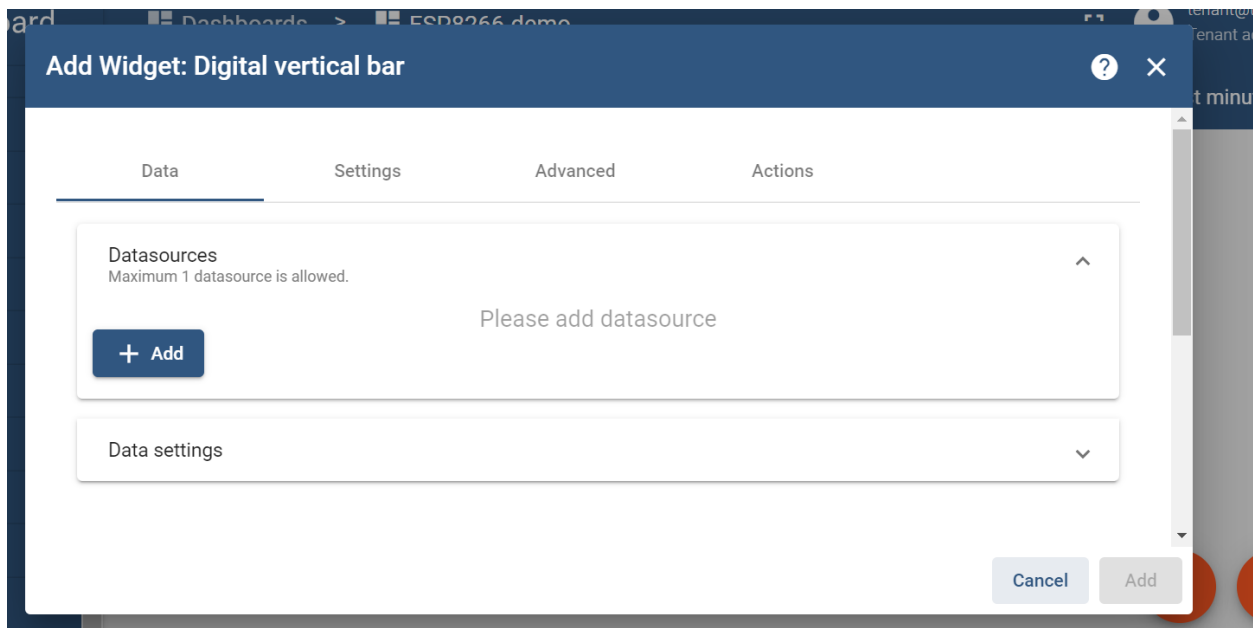 Dashboards > ESP8266 demo
Tenant
Add Widget: Digital vertical bar
Data Settings Advanced Actions
Datasources
Maximum 1 datasource is allowed.
Please add datasource
+ Add
Data settings
Cancel Add